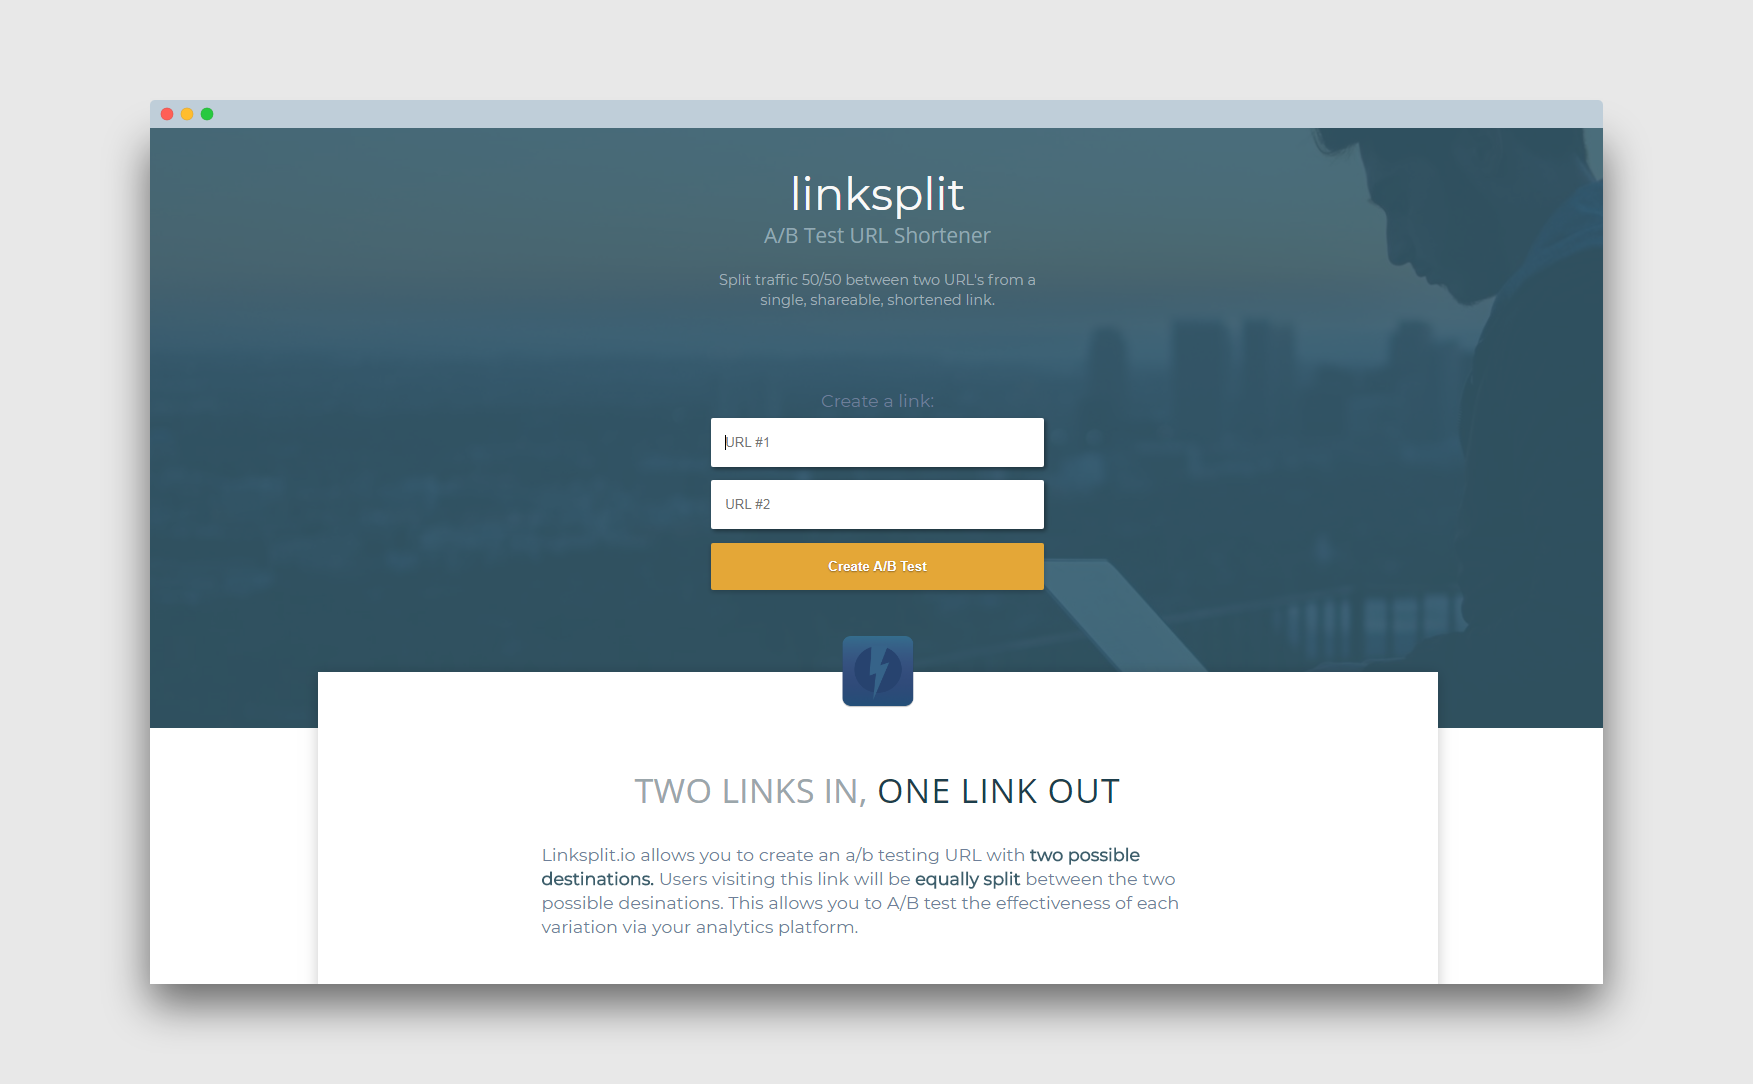 linksplit
A/B Test URL Shortener
Split traffic 50/50 between two URL's from a
single, shareable, shortened link.
Create a link:
URL #1
URL #2
Create A/B Test
TWO LINKS IN, ONE LINK OUT
Linksplit.io allows you to create an a/b testing URL with two possible
destinations. Users visiting this link will be equally split between the two
possible desinations. This allows you to A/B test the effectiveness of each
variation via your analytics platform.